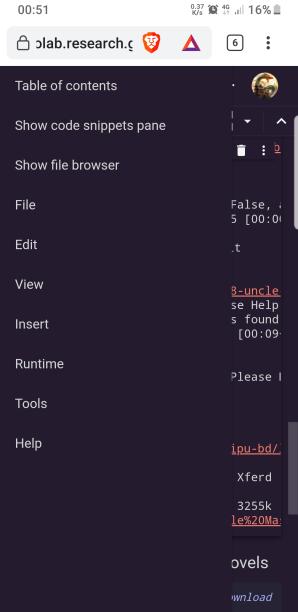 00:51
0.37 K/s 4G 16%
olab.research.g
6
Table of contents
Show code snippets pane
Show file browser
File
False,
5 [00:0
Edit
it
View
8-uncle
se Help
Insert
s found
[00:09
Runtime
Please
Tools
Help
ipu-bd/
Xferd
3255k
le%20Ma
ovels
ownload